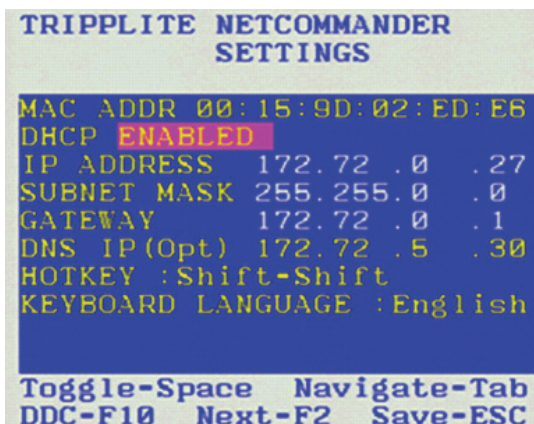 TRIPPLITE NETCOMMANDER
SETTINGS
MAC ADDR 00:15:9D:02:ED:E6
DHCP ENABLED
IP ADDRESS 172.72 .0 .27
SUBNET MASK 255.255.0 .0
GATEWAY 172.72 .0 .1
DNS IP(Opt) 172.72 .5 .30
HOTKEY :Shift-Shift
KEYBOARD LANGUAGE :English
Toggle-Space Navigate-Tab
DDC-F10 Next-F2 Save-ESC